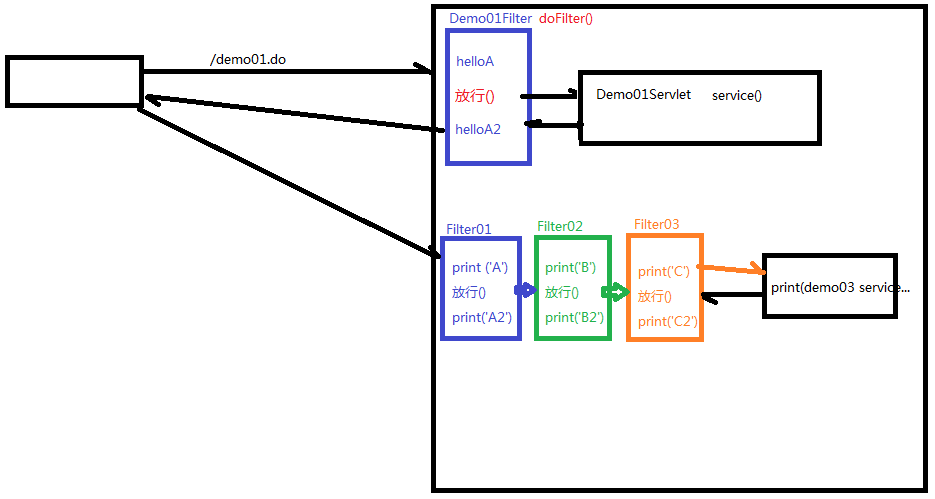 Demo01Filter doFilter()
/demo01.do
helloA
放行()
helloA2
Demo01Servlet service()
Filter01
print ('A')
放行()
print('A2')
Filter02
print('B')
放行()
print('B2')
Filter03
print('C')
放行()
print('C2')
print(demo03 service...